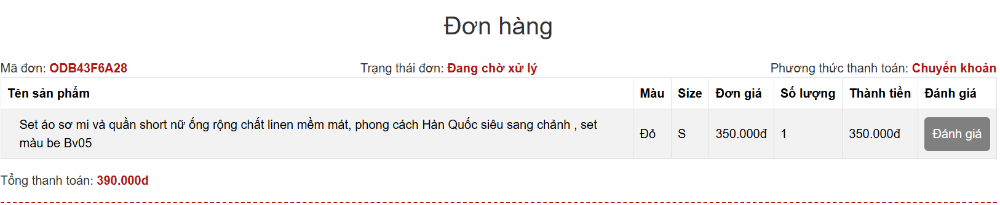 Đơn hàng
Mã đơn: ODB43F6A28 Trạng thái đơn: Đang chờ xử lý Phương thức thanh toán: Chuyển khoản
Tên sản phẩm Màu Size Đơn giá Số lượng Thành tiền Đánh giá
Set áo sơ mi và quần short nữ ống rộng chất linen mềm mát, phong cách Hàn Quốc siêu sang chảnh , set
màu be Bv05 Đỏ S 350.000đ 1 350.000đ Đánh giá
Tổng thanh toán: 390.000đ